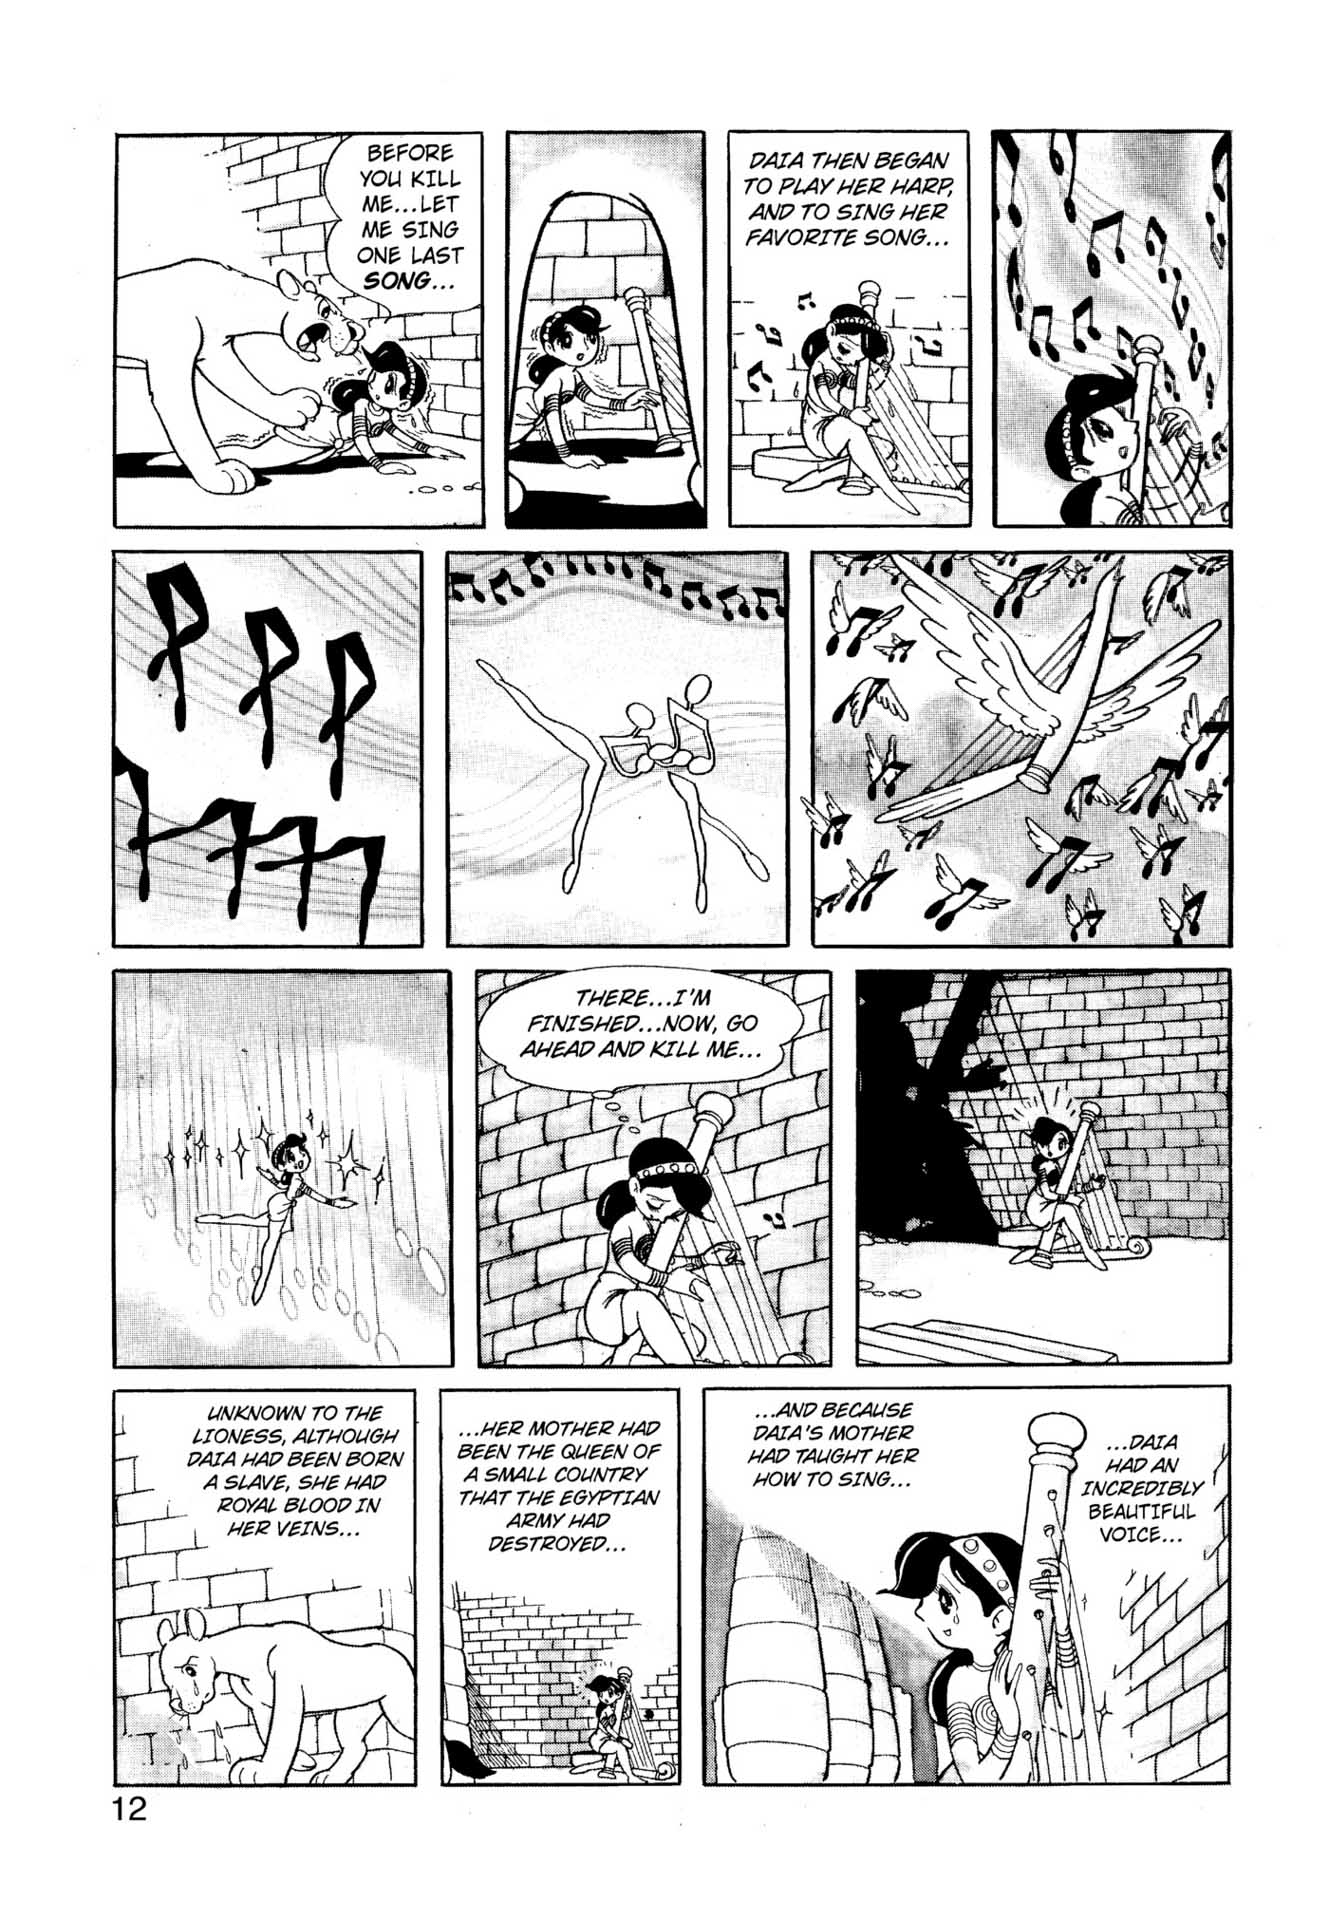 BEFORE
YOU KILL
ME...LET
ME SING
ONE LAST
SONG...
DAIA THEN BEGAN
TO PLAY HER HARP,
AND TO SING HER
FAVORITE SONG...
THERE...I'M
FINISHED...NOW, GO
AHEAD AND KILL ME...
UNKNOWN TO THE
LIONESS, ALTHOUGH
DAIA HAD BEEN BORN
A SLAVE, SHE HAD
ROYAL BLOOD IN
HER VEINS...
...HER MOTHER HAD
BEEN THE QUEEN OF
A SMALL COUNTRY
THAT THE EGYPTIAN
ARMY HAD
DESTROYED...
...AND BECAUSE
DAIA'S MOTHER
HAD TAUGHT HER
HOW TO SING...
...DAIA
HAD AN
INCREDIBLY
BEAUTIFUL
VOICE...
12